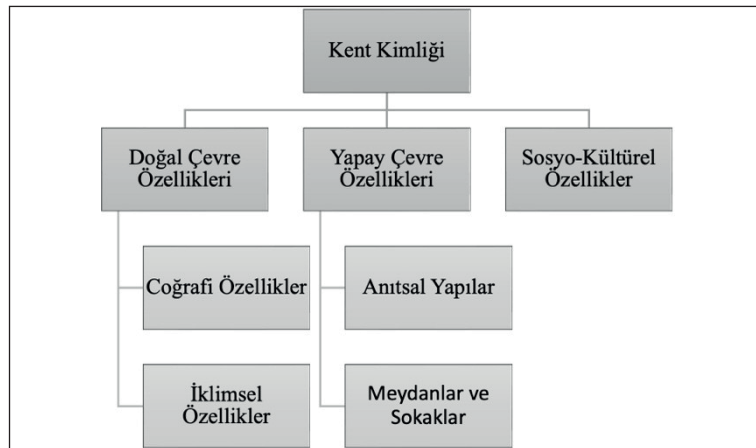 Kent Kimliği
Doğal Çevre
Özellikleri
Yapay Çevre
Özellikleri
Sosyo-Kültürel
Özellikler
Coğrafi Özellikler
Anıtsal Yapılar
İklimsel
Özellikler
Meydanlar ve
Sokaklar